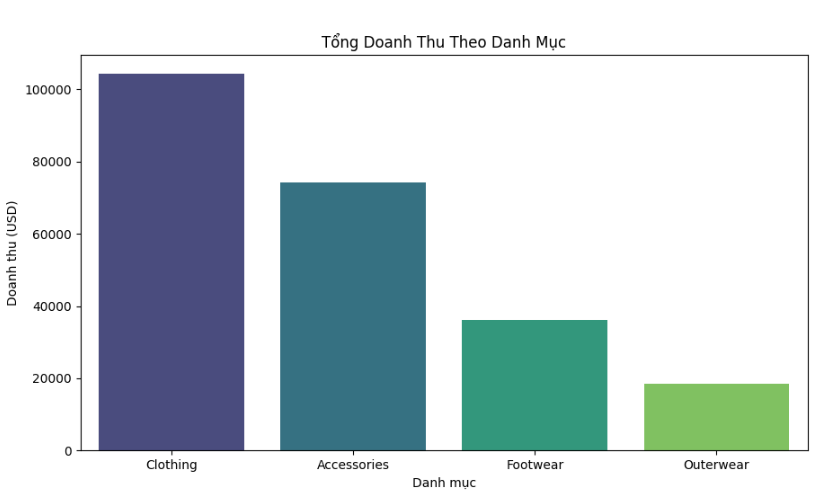 Tổng Doanh Thu Theo Danh Mục
Doanh thu (USD)
100000
80000
60000
40000
20000
0
Clothing Accessories Footwear Outerwear
Danh mục